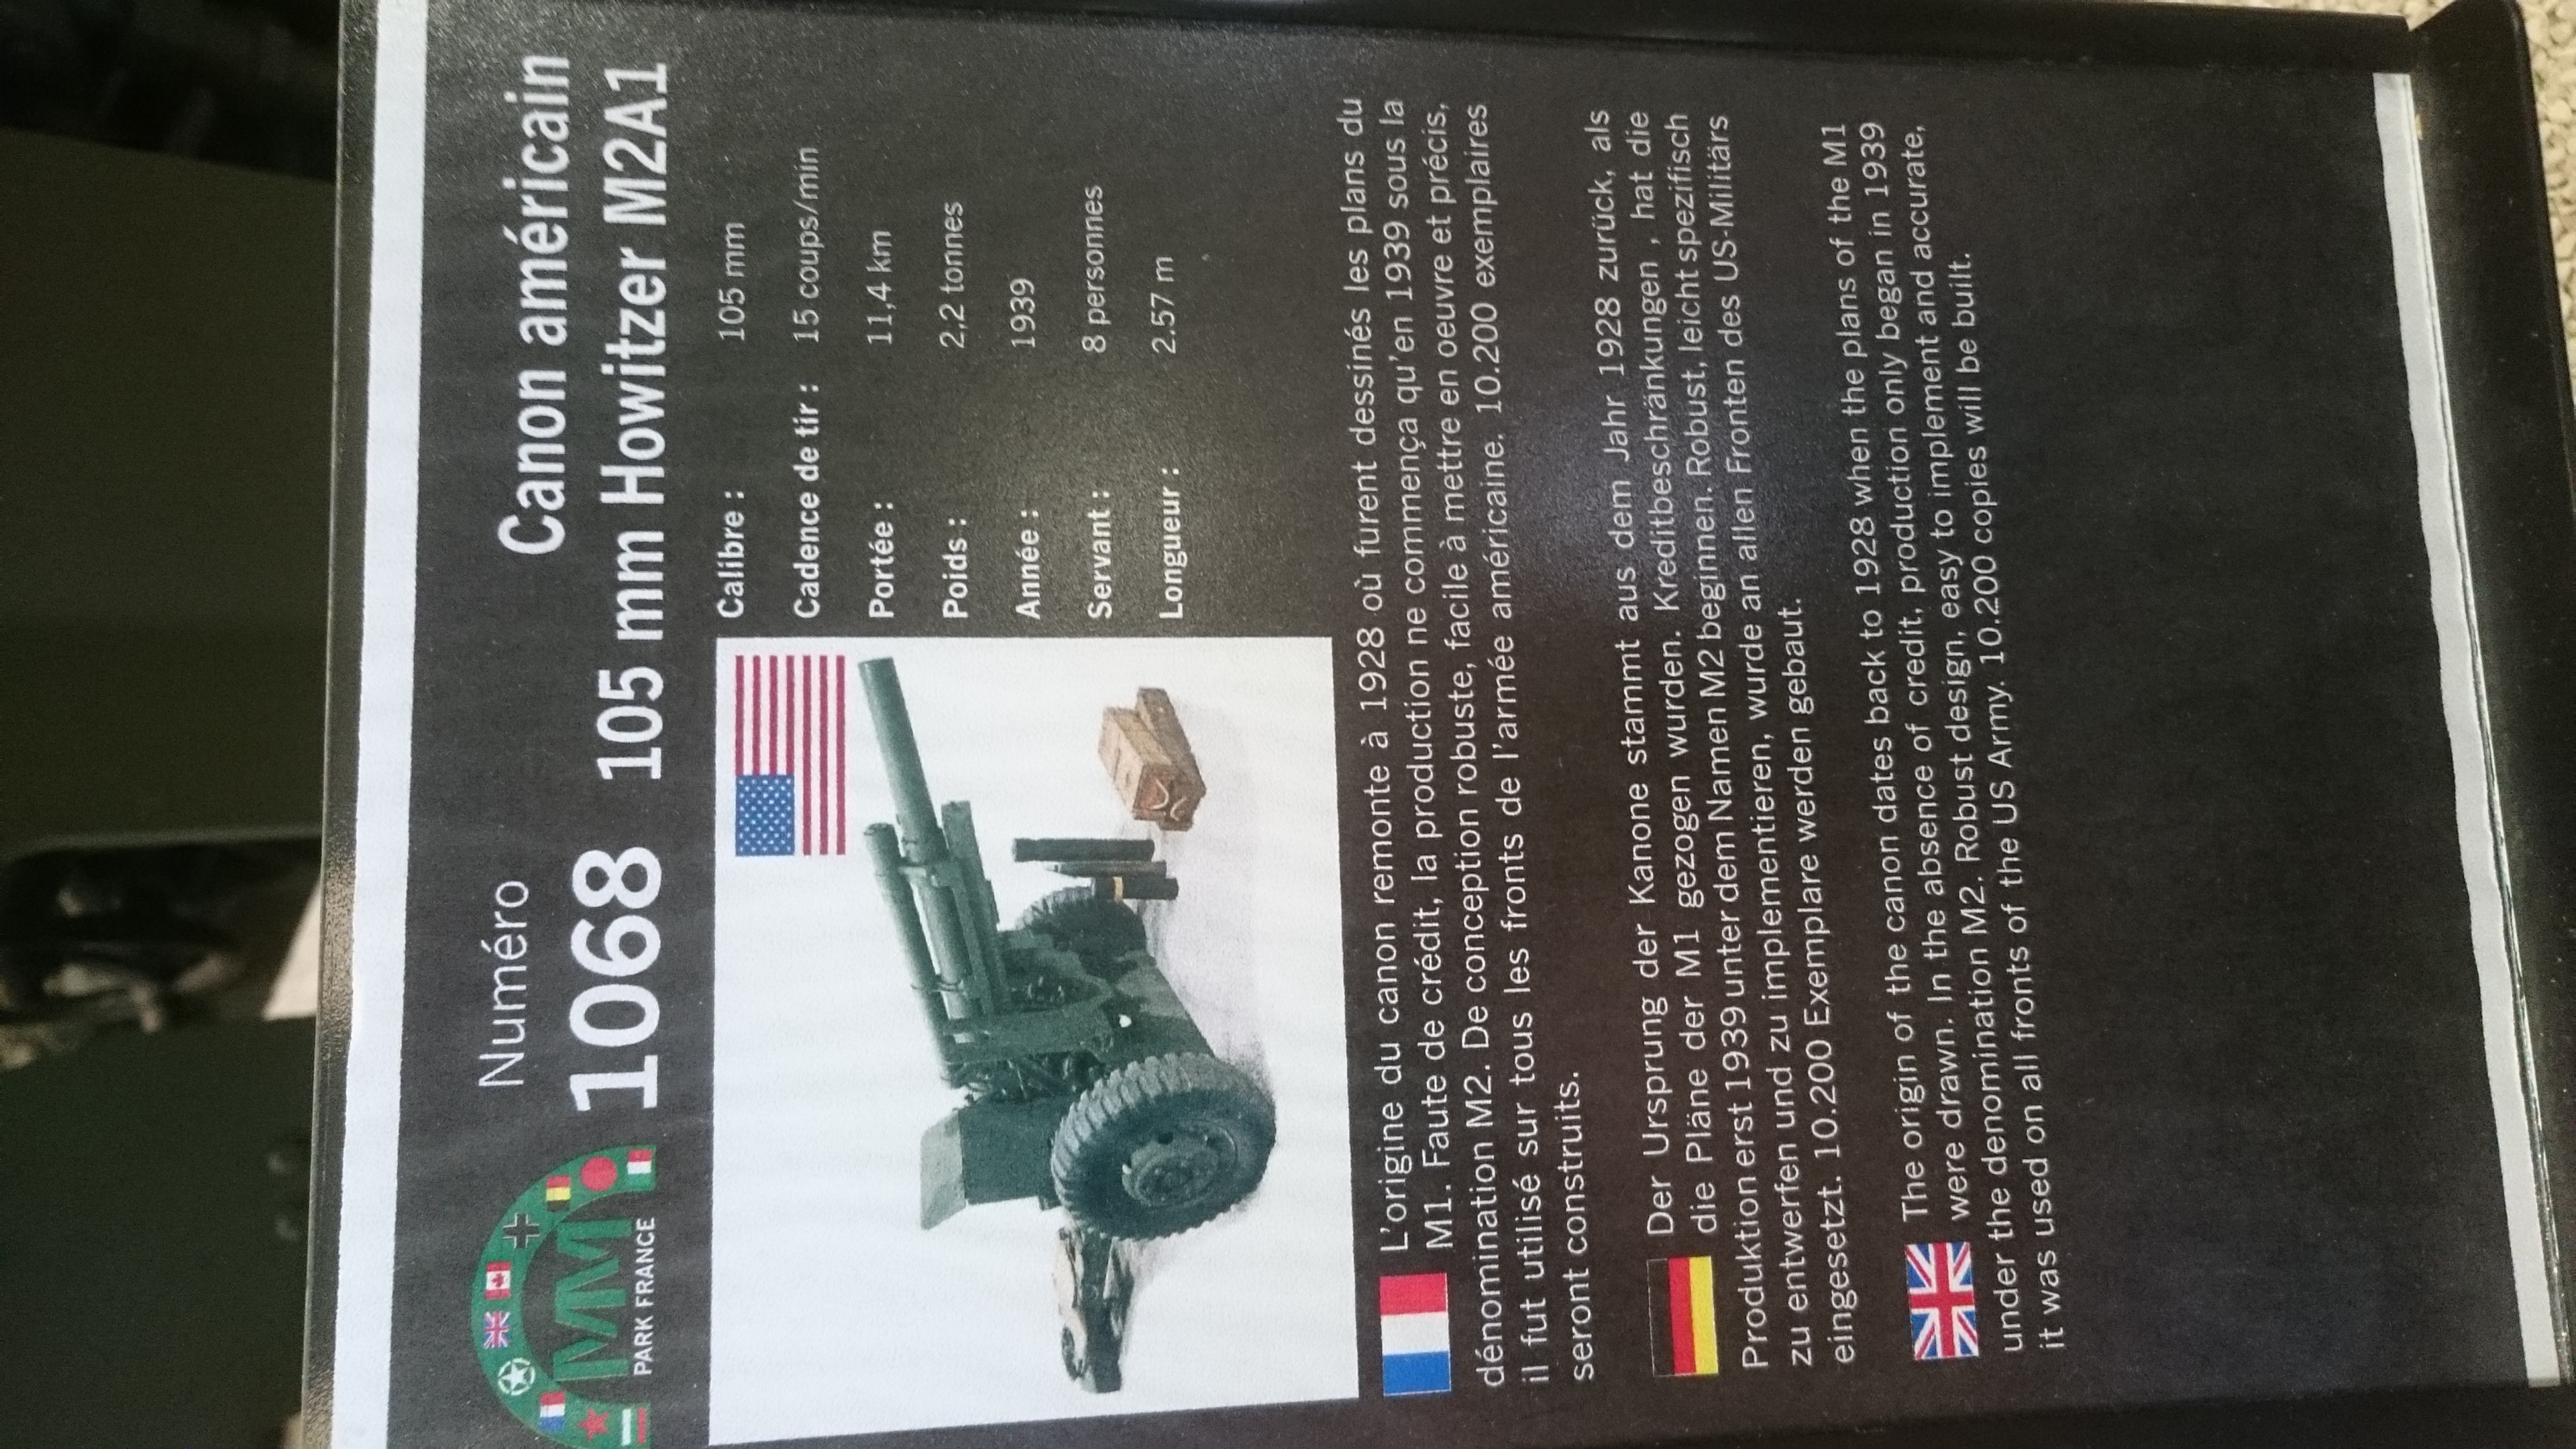 MM
PARK FRANCE
Numéro
1068
Canon américain
105 mm Howitzer M2A1
Calibre : 105 mm
Cadence de tir : 15 coups/min
Portée : 11,4 km
Poids : 2,2 tonnes
Année : 1939
Servant : 8 personnes
Longueur : 2.57 m
L'origine du canon remonte à 1928 où furent dessinés les plans du
M1. Faute de crédit, la production ne commença qu'en 1939 sous la
dénomination M2. De conception robuste, facile à mettre en oeuvre et précis,
il fut utilisé sur tous les fronts de l'armée américaine. 10.200 exemplaires
seront construits.
Der Ursprung der Kanone stammt aus dem Jahr 1928 zurück, als
die Pläne der M1 gezogen wurden. Kreditbeschränkungen , hat die
Produktion erst 1939 unter dem Namen M2 beginnen. Robust, leicht spezifisch
zu entwerfen und zu implementieren, wurde an allen Fronten des US-Militärs
eingesetzt. 10.200 Exemplare werden gebaut.
The origin of the canon dates back to 1928 when the plans of the M1
were drawn. In the absence of credit, production only began in 1939
under the denomination M2. Robust design, easy to implement and accurate,
it was used on all fronts of the US Army. 10.200 copies will be built.